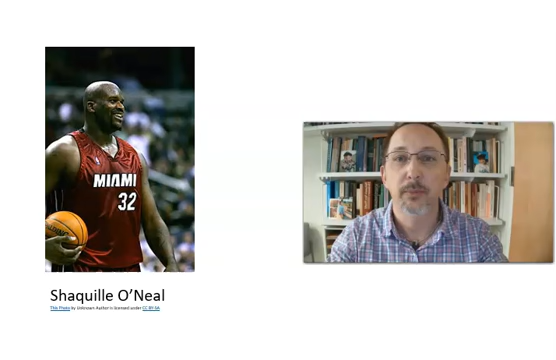 MIAMI
32
Shaquille O’Neal
This Photo by Unknown Author is licensed under CC BY-SA